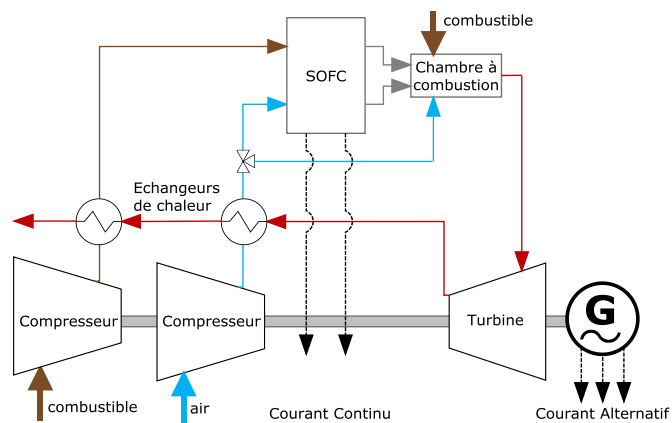 combustible
SOFC
Chambre à
combustion
Echangeurs
de chaleur
Compresseur
Compresseur
Turbine
G
combustible
air
Courant Continu
Courant Alternatif